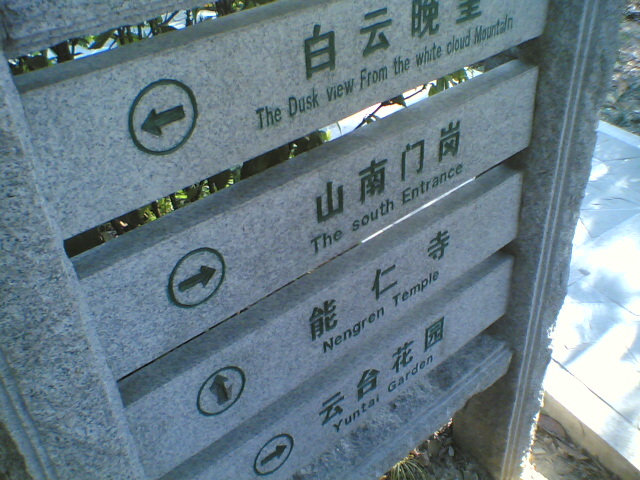 白云晚望
The Dusk view From the white cloud Mountain
山南门岗
The south Entrance
能仁寺
Nengren Temple
云台花园
Yuntai Garden